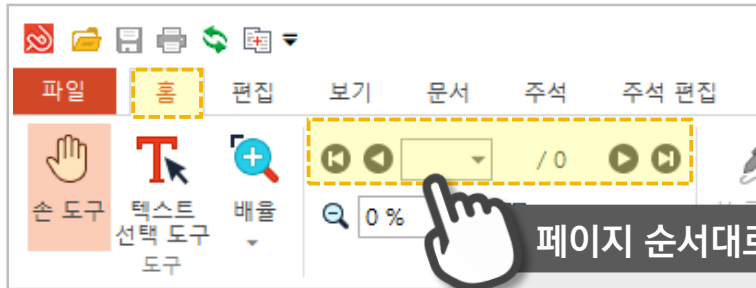 파일 홈 편집 보기 문서 주석 주석 편집
/ 0
손 도구 텍스트 선택 도구 배율
0 %
도구
페이지 순서대로